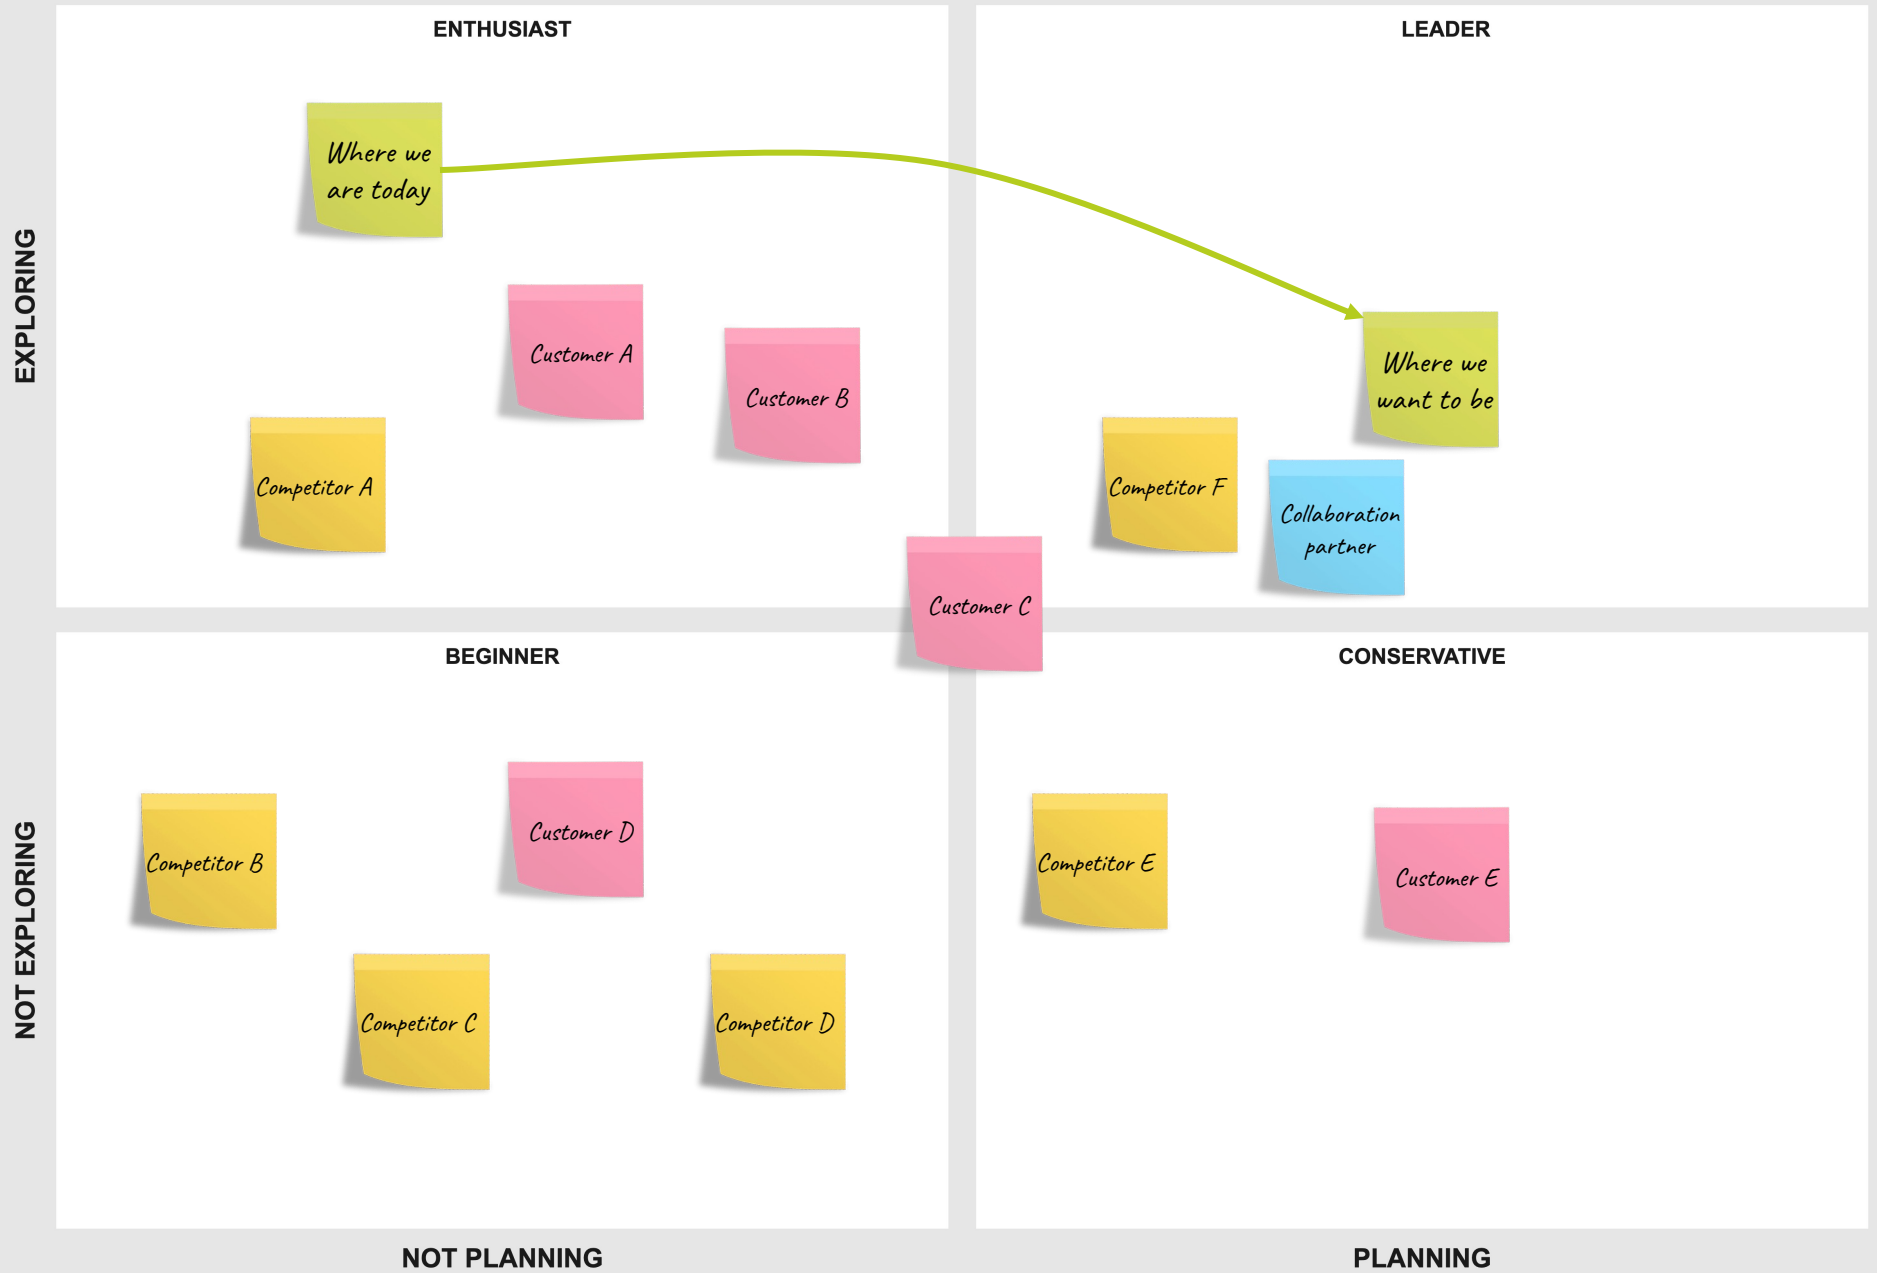 ENTHUSIAST
LEADER
Where we
are today
EXPLORING
Customer A
Customer B
Where we
want to be
Competitor A
Competitor F
Collaboration
partner
Customer C
BEGINNER
CONSERVATIVE
NOT EXPLORING
Competitor B
Customer D
Competitor E
Customer E
Competitor C
Competitor D
NOT PLANNING
PLANNING